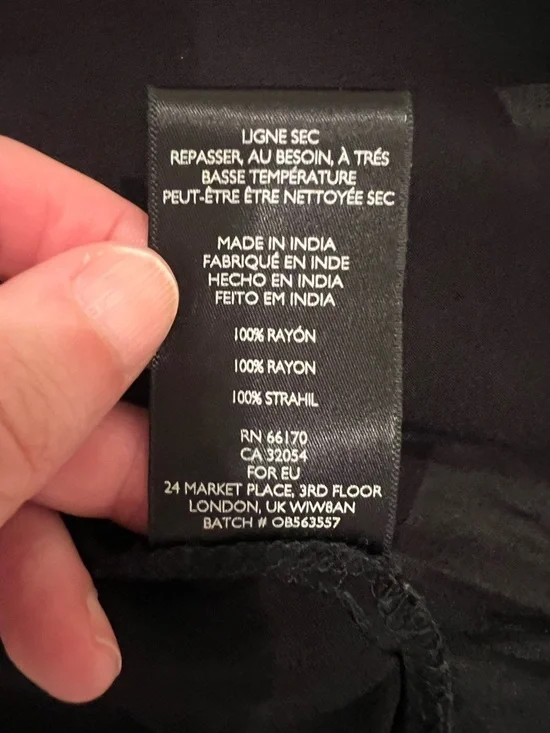 LIGNE SEC
REPASSER, AU BESOIN, À TRÉS
BASSE TEMPÉRATURE
PEUT-ÊTRE ÊTRE NETTOYÉE SEC
MADE IN INDIA
FABRIQUÉ EN INDE
HECHO EN INDIA
FEITO EM INDIA
100% RAYÓN
100% RAYON
100% STRAHIL
RN 66170
CA 32054
FOR EU
24 MARKET PLACE, 3RD FLOOR
LONDON, UK WIW8AN
BATCH # OB563557